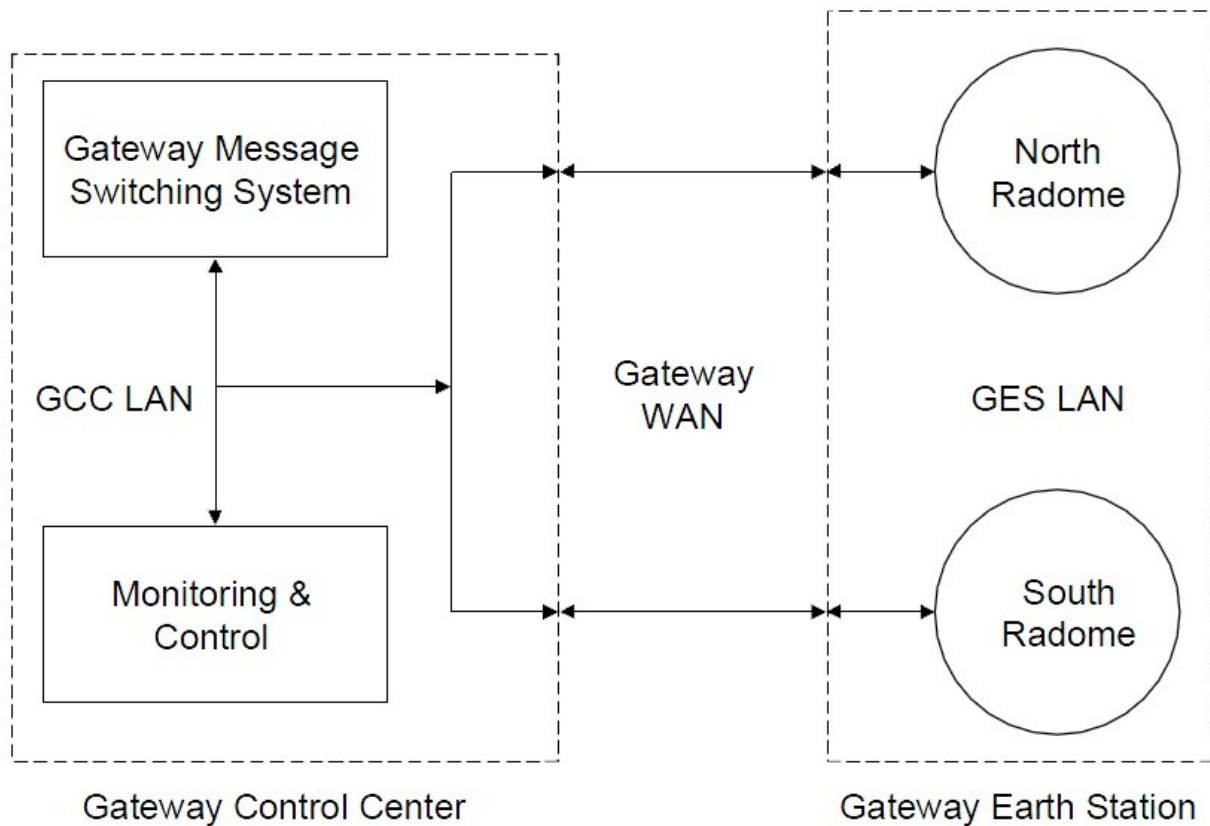 Gateway Message
Switching System
North
Radome
GCC LAN
Gateway
WAN
GES LAN
Monitoring &
Control
South
Radome
Gateway Control Center
Gateway Earth Station